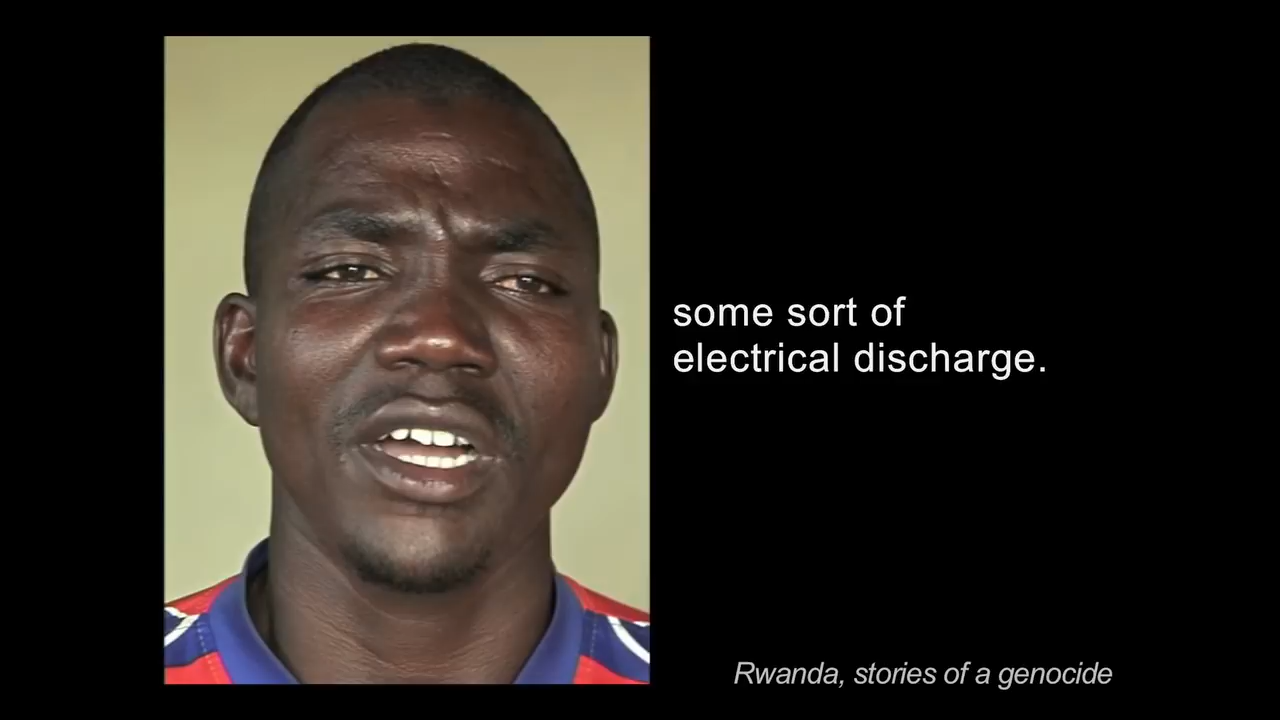 some sort of
electrical discharge.
Rwanda, stories of a genocide